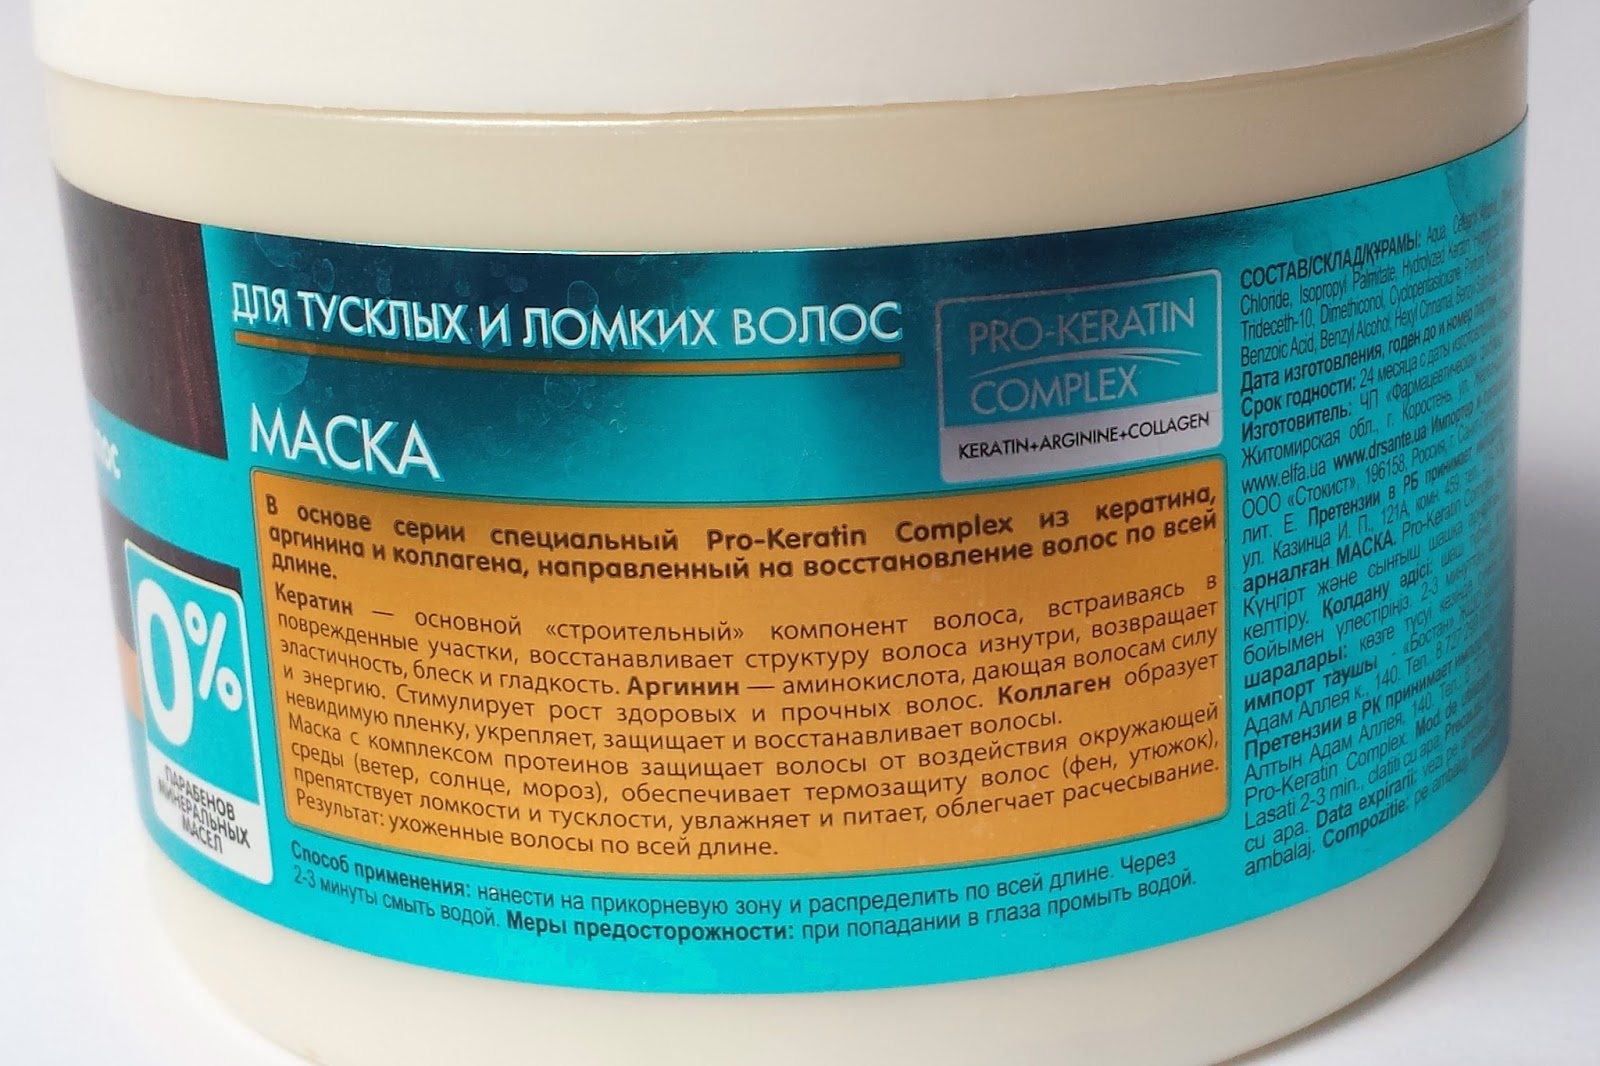 ДЛЯ ТУСКЛЫХ И ЛОМКИХ ВОЛОС
МАСКА
PRO-KERATIN
COMPLEX
KERATIN+ARGININE+COLLAGEN
0%
ПАРАБЕНОВ
МИНЕРАЛЬНЫХ
МАСЕЛ
В основе серии специальный Pro-Keratin Complex из кератина,
аргинина и коллагена, направленный на восстановление волос по всей
длине.
Кератин — основной «строительный» компонент волоса, встраиваясь в
поврежденные участки, восстанавливает структуру волоса изнутри, возвращает
эластичность, блеск и гладкость. Аргинин — аминокислота, дающая волосам силу
и энергию. Стимулирует рост здоровых и прочных волос. Коллаген образует
невидимую пленку, укрепляет, защищает и восстанавливает волосы.
Маска с комплексом протеинов защищает волосы от воздействия окружающей
среды (ветер, солнце, мороз), обеспечивает термозащиту волос (фен, утюжок),
препятствует ломкости и тусклости, увлажняет и питает, облегчает расчесывание.
Результат: ухоженные волосы по всей длине.
Способ применения: нанести на прикорневую зону и распределить по всей длине. Через
2-3 минуты смыть водой. Меры предосторожности: при попадании в глаза промыть водой.
СОСТАВ/СКЛАД/ҚҰРАМЫ: Aqua,
Chloride, Isopropyl Palmitate, Hydrolyzed Keratin
Trideceth-10, Dimethiconol, Cyclopentasiloxane,
Benzoic Acid, Benzyl Alcohol, Hexyl Cinnamal,
Дата изготовления, годен до и номер
Срок годности: 24 месяца с даты
Изготовитель: ЧП «Фармацевтическая
Житомирская обл., г. Коростень, ул.
www.elfa.ua www.drsante.ua Импортер
ООО «Стокист», 196158, Россия, г.
лит. Е. Претензии в РБ принимает
ул. Казинца И. П., 121А, комн. 459,
арналған МАСКА. Pro-Keratin Complex
Күңгірт және сынғыш шашқа
келтіру. Қолдану әдісі: шаш
бойымен үлестіріңіз. 2-3
шаралары: көзге түсуі кезінде
импорт таушы - «Бостан»
Адам Аллея к., 140. Тел.: 8 727
Претензии в РК принимает
Алтын Адам Аллея, 140. Тел.:
Pro-Keratin Complex. Mod de
Lasati 2-3 min., clatiti cu apa.
cu apa. Data expirarii: vezi pe
ambalaj. Compozitie: pe